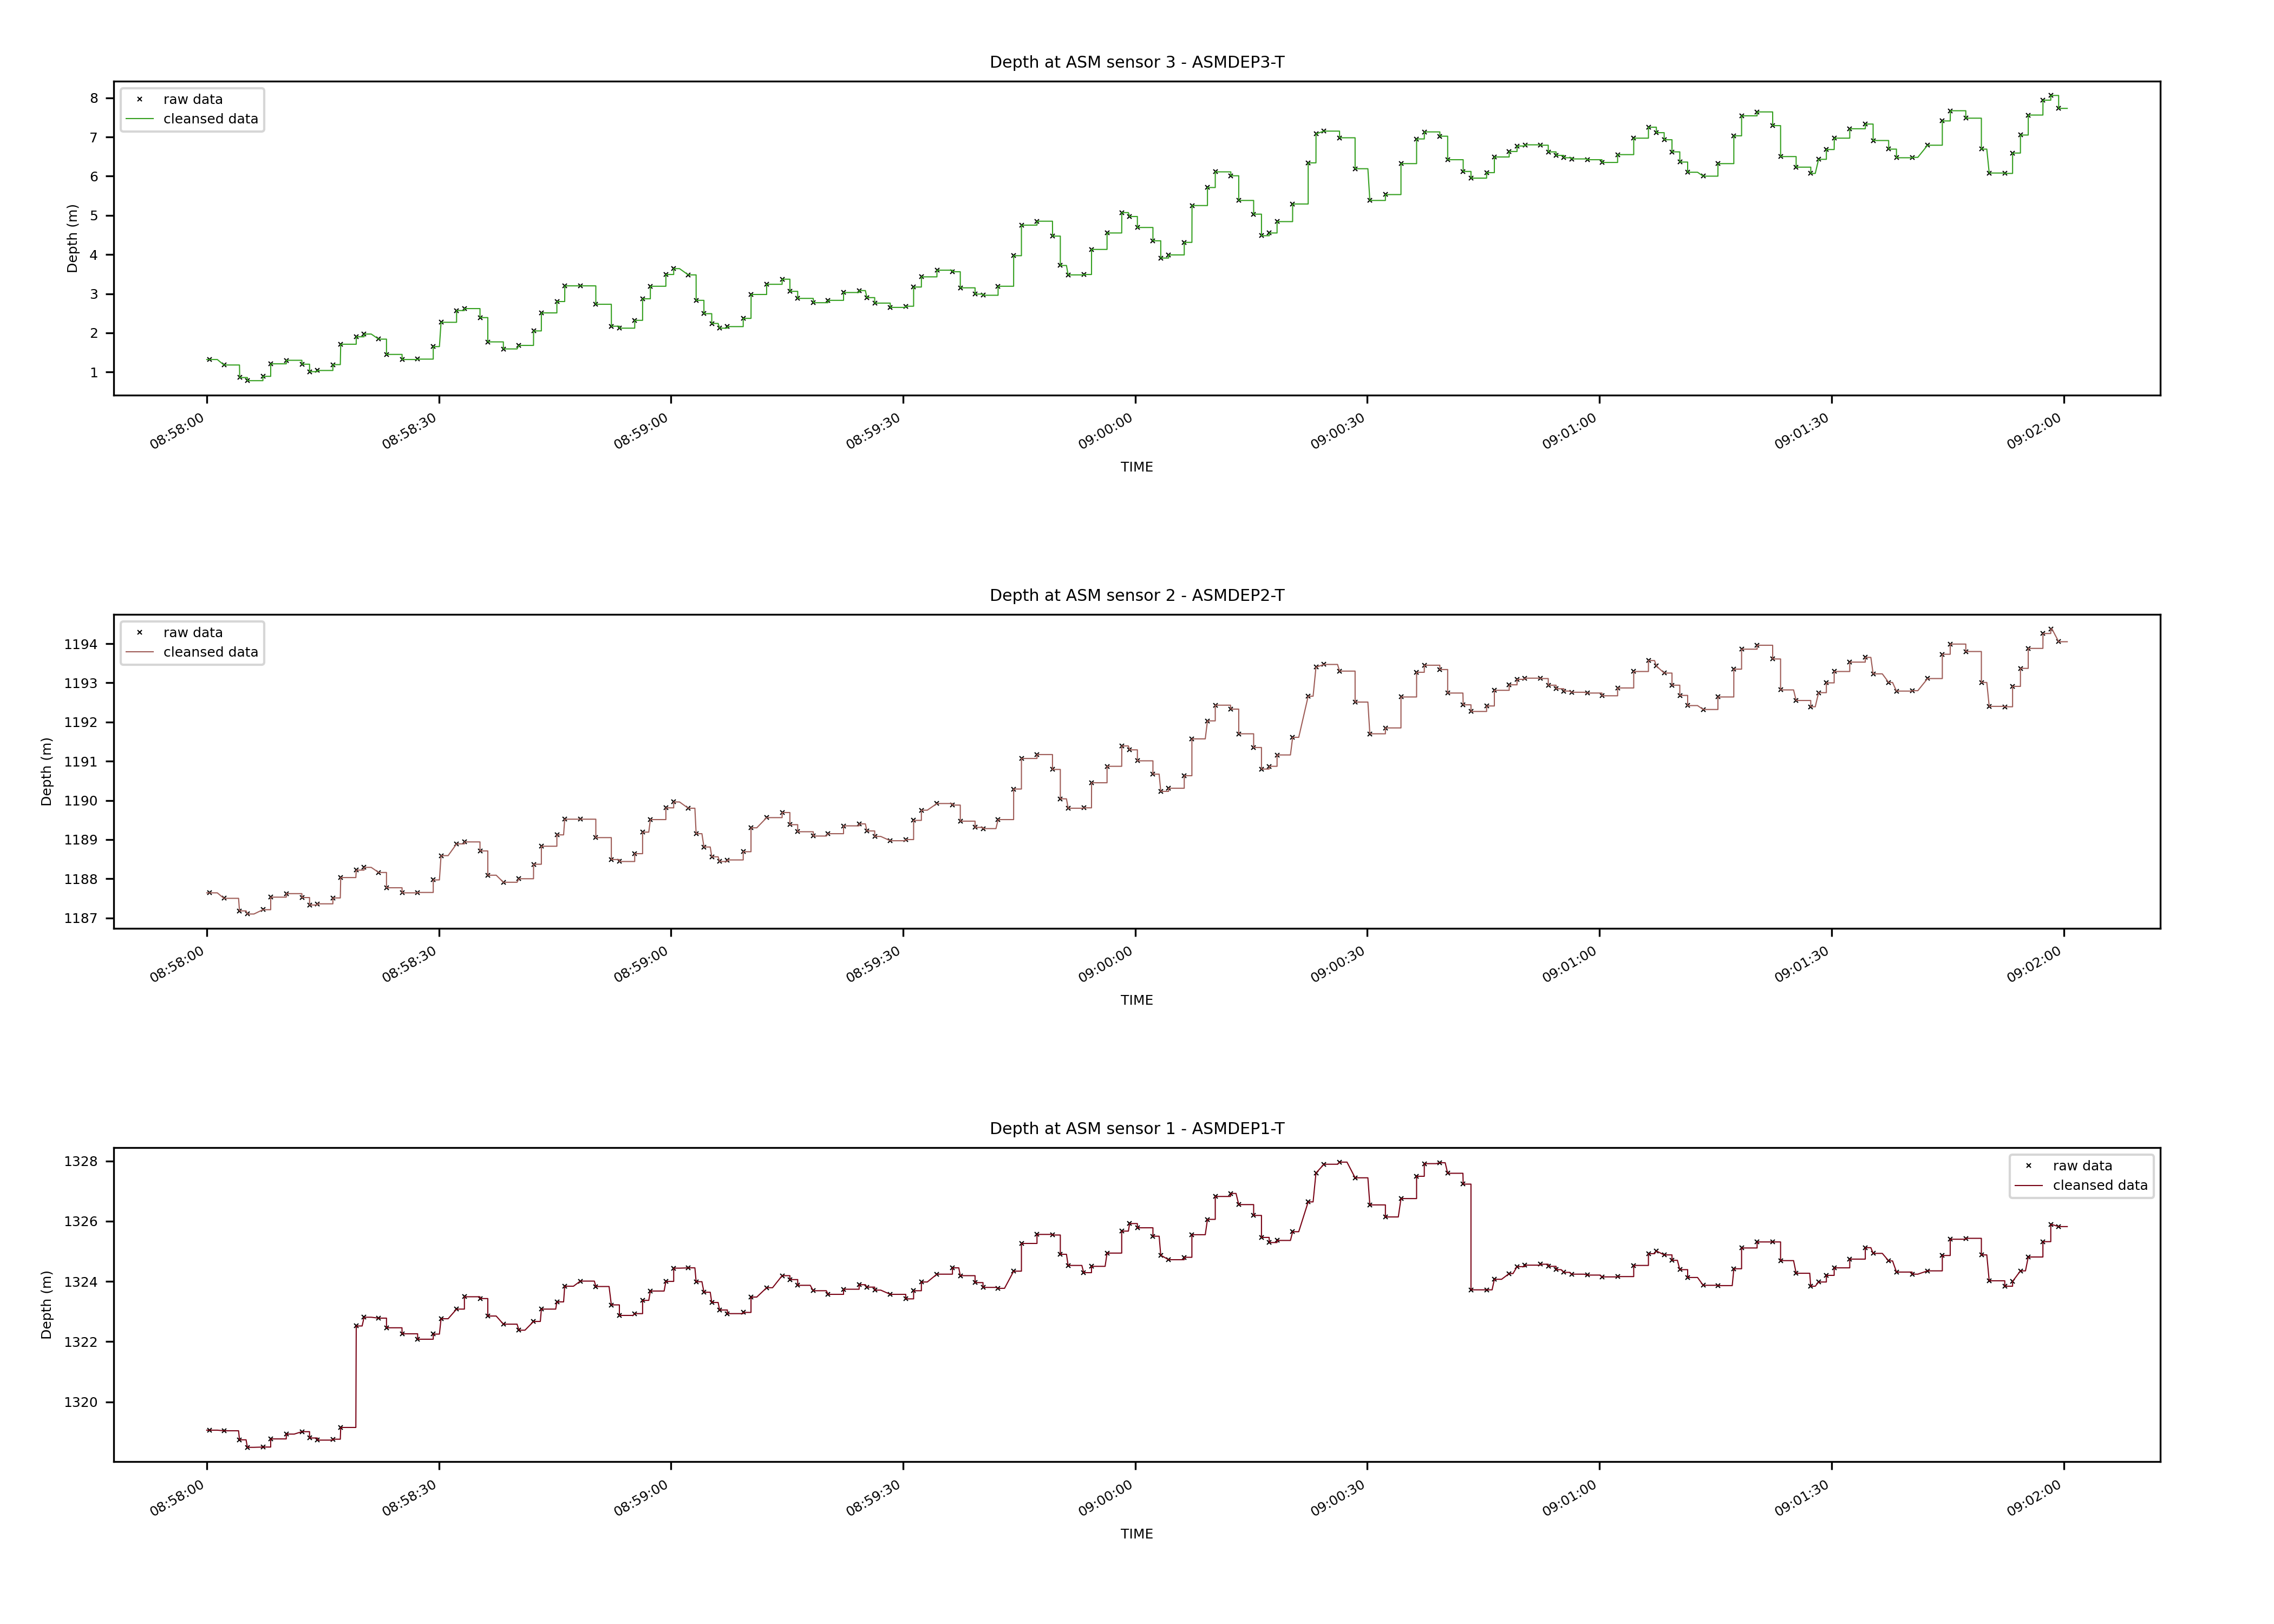 Depth at ASM sensor 3 - ASMDEP3-T
raw data
cleansed data
8
7
6
5
4
3
2
1
Depth (m)
08:58:00 08:58:30 08:59:00 08:59:30 09:00:00 09:00:30 09:01:00 09:01:30 09:02:00
TIME
Depth at ASM sensor 2 - ASMDEP2-T
raw data
cleansed data
1194
1193
1192
1191
1190
1189
1188
1187
Depth (m)
08:58:00 08:58:30 08:59:00 08:59:30 09:00:00 09:00:30 09:01:00 09:01:30 09:02:00
TIME
Depth at ASM sensor 1 - ASMDEP1-T
raw data
cleansed data
1328
1326
1324
1322
1320
Depth (m)
08:58:00 08:58:30 08:59:00 08:59:30 09:00:00 09:00:30 09:01:00 09:01:30 09:02:00
TIME